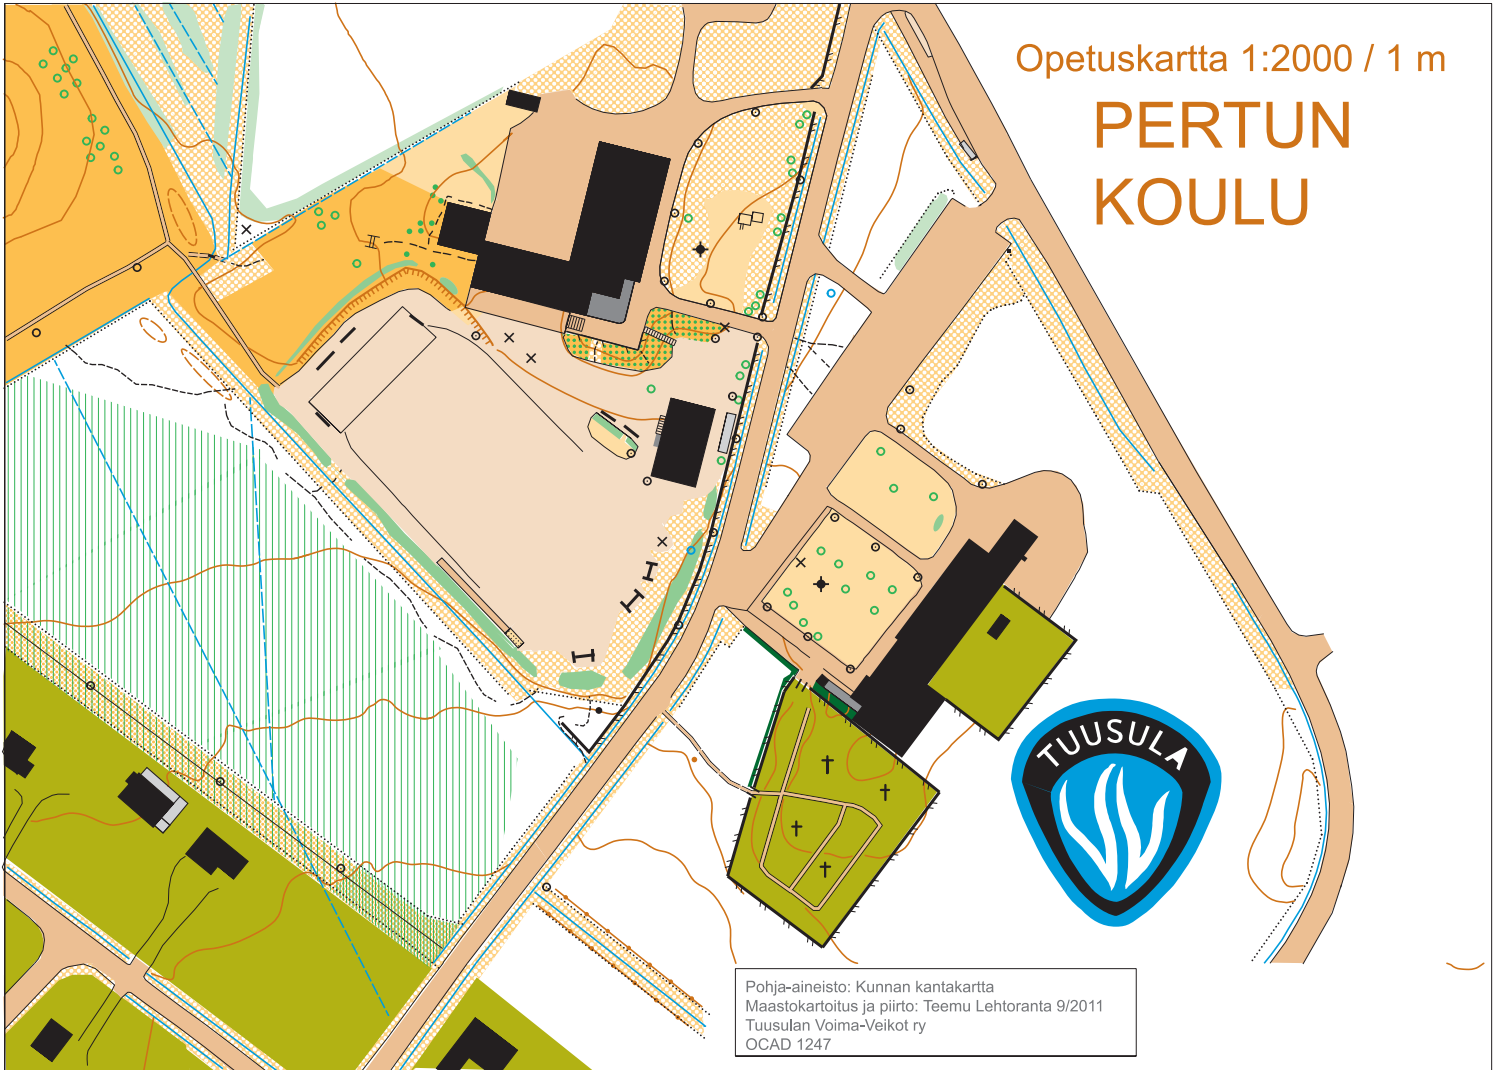 Opetuskartta 1:2000 / 1 m
PERTUN
KOULU
TUUSULA
Pohja-aineisto: Kunnan kantakartta
Maastokartoitus ja piirto: Teemu Lehtoranta 9/2011
Tuusulan Voima-Veikot ry
OCAD 1247